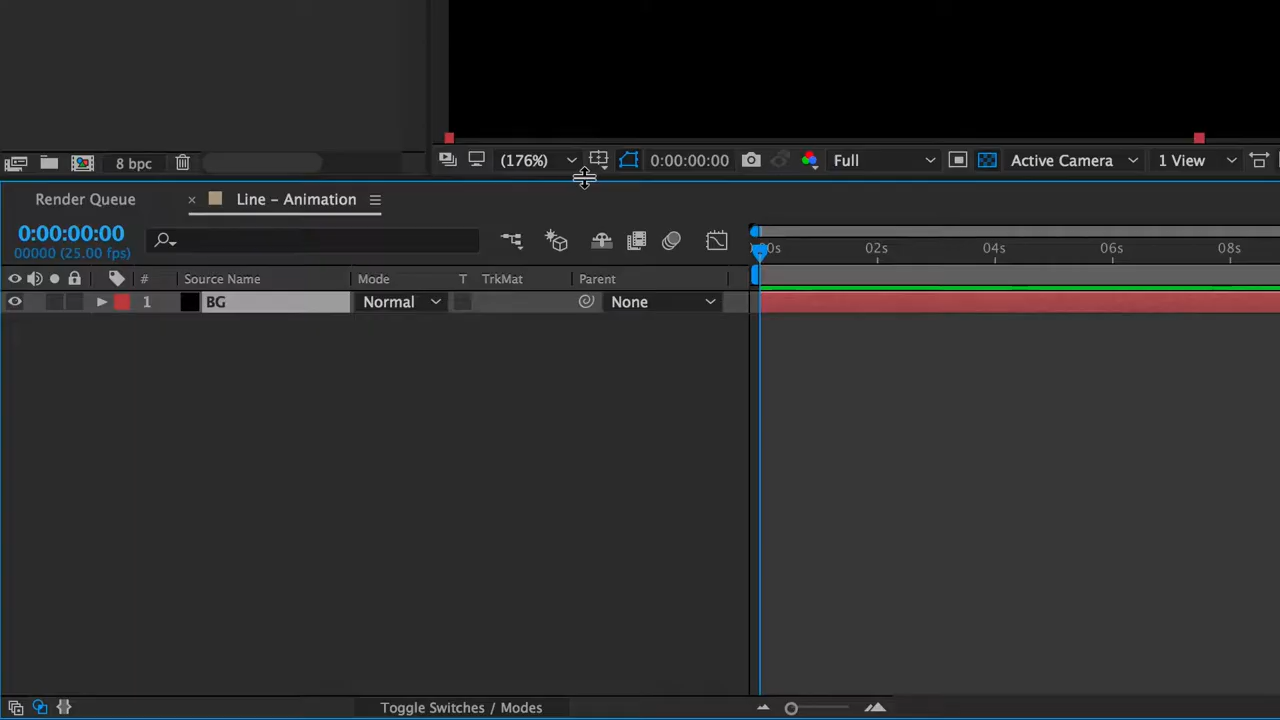 8 bpc
(176%) 0:00:00:00 Full Active Camera 1 View
Render Queue × Line – Animation
0:00:00:00
00000 (25.00 fps)
:00s 02s 04s 06s 08s
# Source Name Mode T TrkMat Parent
1 BG Normal None
Toggle Switches / Modes